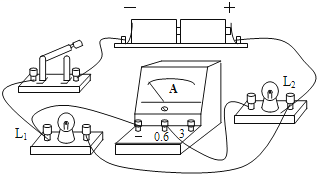 — +
A
L₂
L₁
− 0.6 3